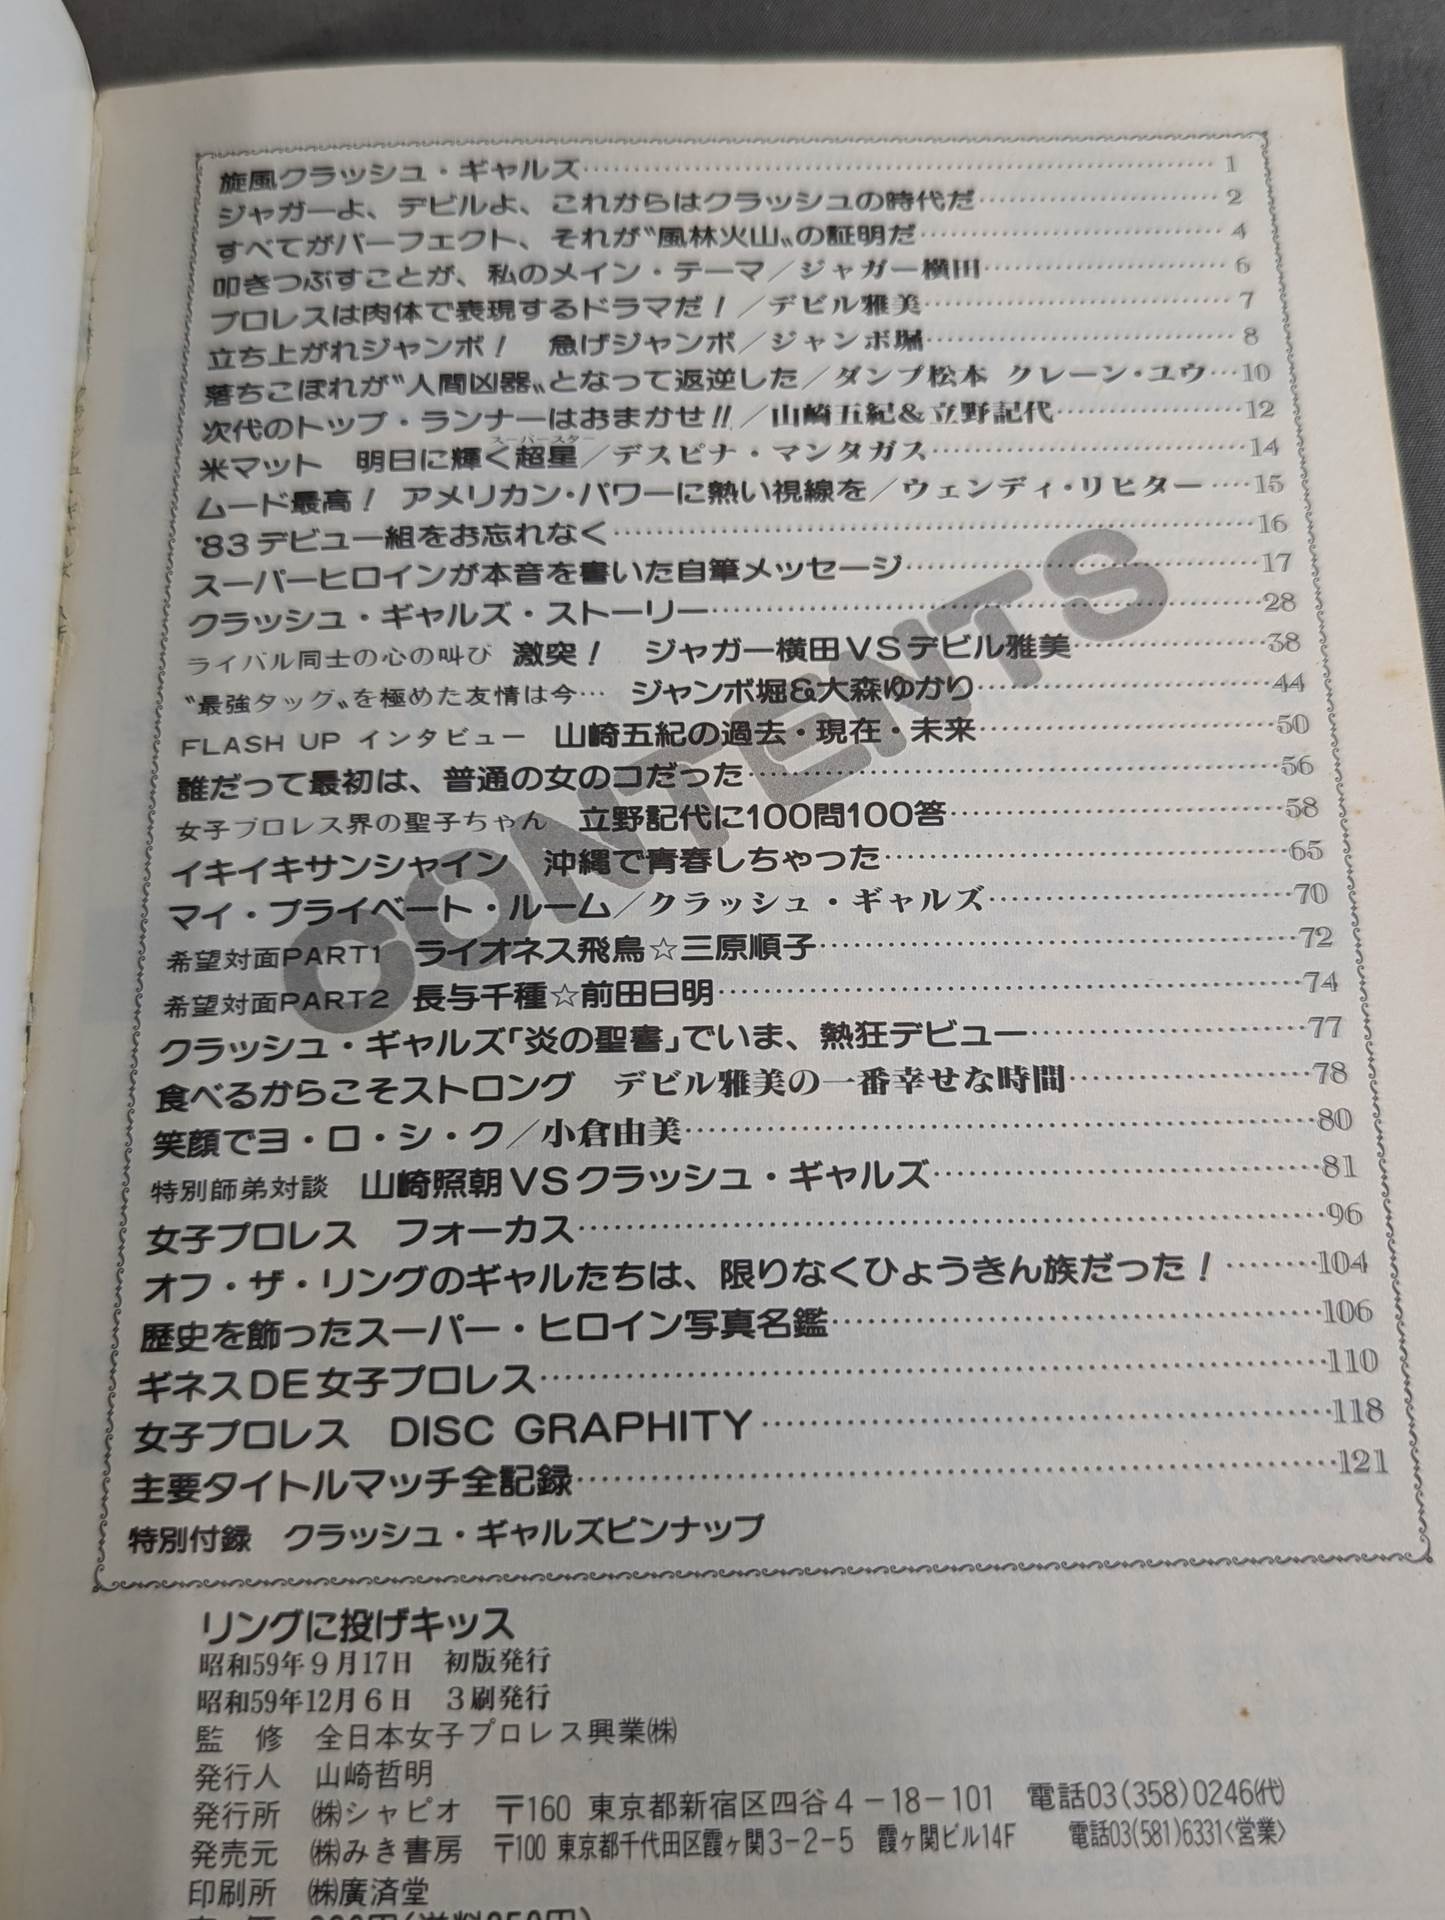 旋風クラッシュ・ギャルズ……1
ジャガーよ、デビルよ、これからはクラッシュの時代だ……2
すべてがパーフェクト、それが〝風林火山〟の証明だ……4
叩きつぶすことが、私のメイン・テーマ／ジャガー横田……6
プロレスは肉体で表現するドラマだ！／デビル雅美……7
立ち上がれジャンボ！　急げジャンボ／ジャンボ堀……8
落ちこぼれが〝人間凶器〟となって返逆した／ダンプ松本 クレーン・ユウ…10
次代のトップ・ランナーはおまかせ!!／山崎五紀＆立野記代……12
スーパースター
米マット　明日に輝く超星／デスピナ・マンタガス……14
ムード最高！　アメリカン・パワーに熱い視線を／ウェンディ・リヒター……15
'83デビュー組をお忘れなく……16
スーパーヒロインが本音を書いた自筆メッセージ……17
クラッシュ・ギャルズ・ストーリー……28
ライバル同士の心の叫び　激突！　ジャガー横田VSデビル雅美……38
〝最強タッグ〟を極めた友情は今…　ジャンボ堀&大森ゆかり……44
FLASH UP インタビュー　山崎五紀の過去・現在・未来……50
誰だって最初は、普通の女のコだった……56
女子プロレス界の聖子ちゃん　立野記代に100問100答……58
イキイキサンシャイン　沖縄で青春しちゃった……65
マイ・プライベート・ルーム／クラッシュ・ギャルズ……70
希望対面PART1　ライオネス飛鳥☆三原順子……72
希望対面PART2　長与千種☆前田日明……74
クラッシュ・ギャルズ「炎の聖書」でいま、熱狂デビュー……77
食べるからこそストロング　デビル雅美の一番幸せな時間……78
笑顔でヨ・ロ・シ・ク／小倉由美……80
特別師弟対談　山崎照朝VSクラッシュ・ギャルズ……81
女子プロレス　フォーカス……96
オフ・ザ・リングのギャルたちは、限りなくひょうきん族だった！……104
歴史を飾ったスーパー・ヒロイン写真名鑑……106
ギネスDE女子プロレス……110
女子プロレス　DISC GRAPHITY……118
主要タイトルマッチ全記録……121
特別付録　クラッシュ・ギャルズピンナップ
CONTENTS
リングに投げキッス
昭和59年9月17日　初版発行
昭和59年12月6日　3刷発行
監　修　全日本女子プロレス興業㈱
発行人　山崎哲明
発行所　㈱シャピオ　〒160 東京都新宿区四谷4－18－101　電話03(358)0246㈹
発売元　㈱みき書房　〒100 東京都千代田区霞ヶ関3－2－5　霞ヶ関ビル14F　電話03(581)6331<営業>
印刷所　㈱廣済堂